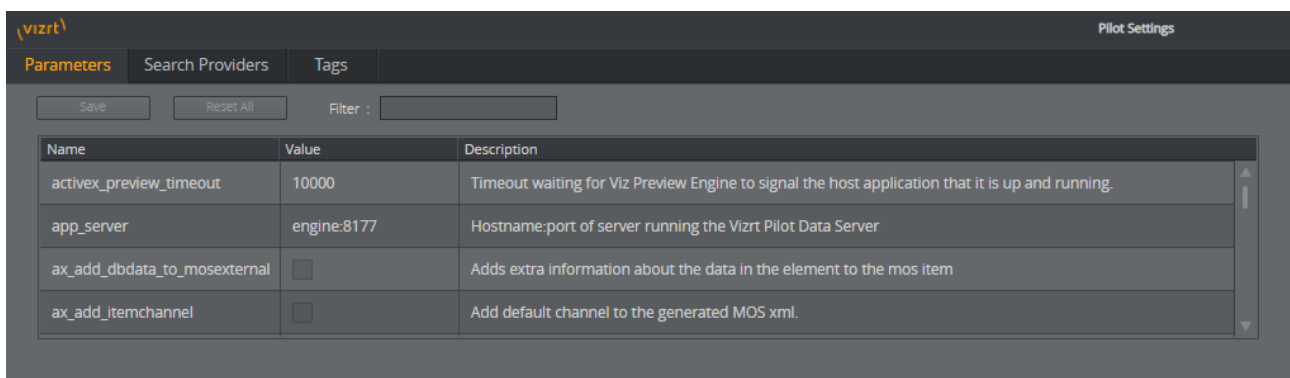 vizrt
Pilot Settings
Parameters Search Providers Tags
Save Reset All Filter :
Name Value Description
activex_preview_timeout 10000 Timeout waiting for Viz Preview Engine to signal the host application that it is up and running.
app_server engine:8177 Hostname:port of server running the Vizrt Pilot Data Server
ax_add_dbdata_to_mosexternal Adds extra information about the data in the element to the mos item
ax_add_itemchannel Add default channel to the generated MOS xml.